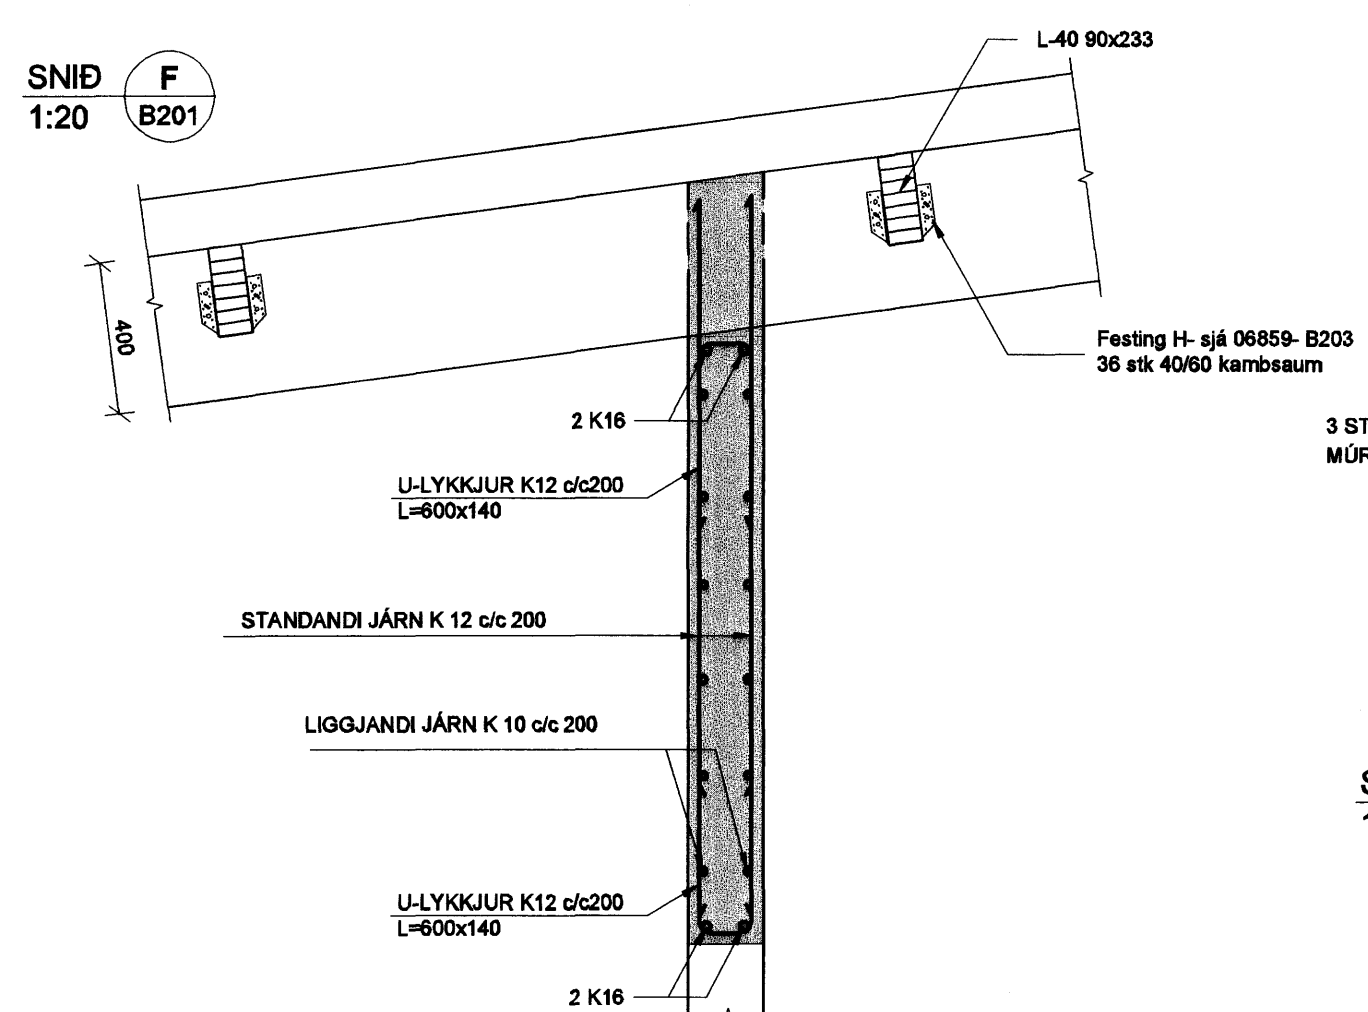 SNIÐ F
1:20 B201
L-40 90x233
400
Festing H- sjá 06859- B203
36 stk 40/60 kambsaum
2 K16
3 ST
MÚR
U-LYKKJUR K12 c/c200
L=600x140
STANDANDI JÁRN K 12 c/c 200
LIGGJANDI JÁRN K 10 c/c 200
U-LYKKJUR K12 c/c200
L=600x140
2 K16